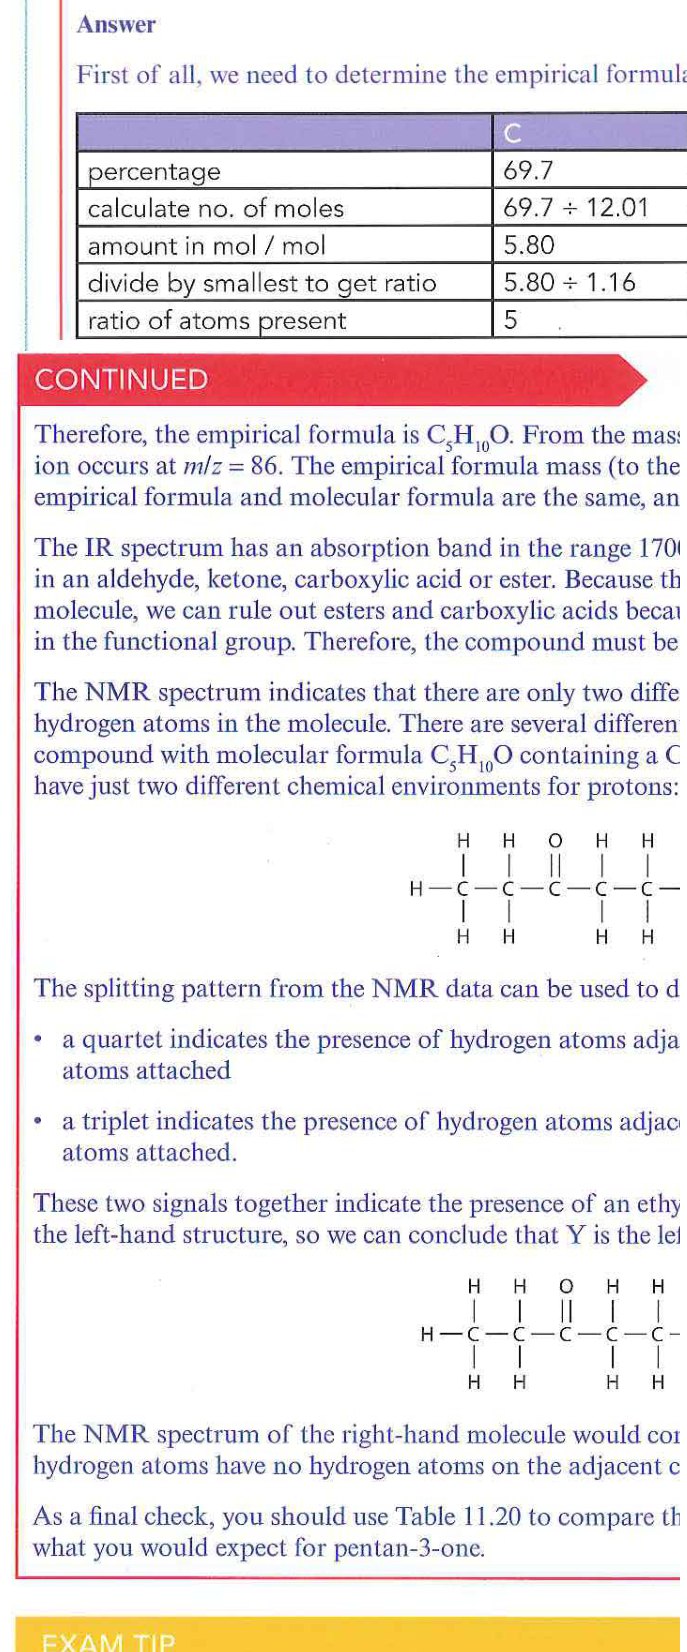 Answer
First of all, we need to determine the empirical formula
C
percentage 69.7
calculate no. of moles 69.7 ÷ 12.01
amount in mol / mol 5.80
divide by smallest to get ratio 5.80 ÷ 1.16
ratio of atoms present 5
CONTINUED
Therefore, the empirical formula is C₅H₁₀O. From the mass
ion occurs at m/z = 86. The empirical formula mass (to the
empirical formula and molecular formula are the same, an
The IR spectrum has an absorption band in the range 170
in an aldehyde, ketone, carboxylic acid or ester. Because th
molecule, we can rule out esters and carboxylic acids
in the functional group. Therefore, the compound must be
The NMR spectrum indicates that there are only two diffe
hydrogen atoms in the molecule. There are several differen
compound with molecular formula C₅H₁₀O containing a C
have just two different chemical environments for protons:
H H O H H
H—C—C—C—C—C—
H H H H
The splitting pattern from the NMR data can be used to d
• a quartet indicates the presence of hydrogen atoms adja
atoms attached
• a triplet indicates the presence of hydrogen atoms adjac
atoms attached.
These two signals together indicate the presence of an ethy
the left-hand structure, so we can conclude that Y is the lef
H H O H H
H—C—C—C—C—C—
H H H H
The NMR spectrum of the right-hand molecule would con
hydrogen atoms have no hydrogen atoms on the adjacent c
As a final check, you should use Table 11.20 to compare th
what you would expect for pentan-3-one.
EXAM TIP